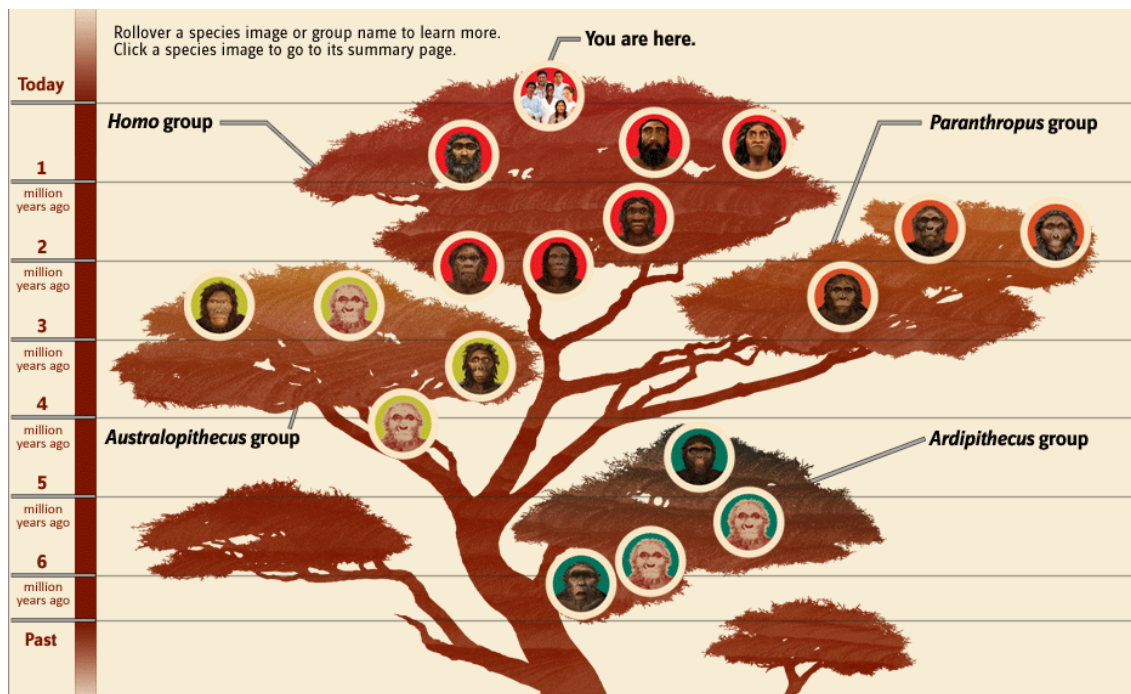 Rollover a species image or group name to learn more.
Click a species image to go to its summary page.
You are here.
Today
Homo group
Paranthropus group
1
million
years ago
2
million
years ago
3
million
years ago
4
million
years ago
Australopithecus group
Ardipithecus group
5
million
years ago
6
million
years ago
Past